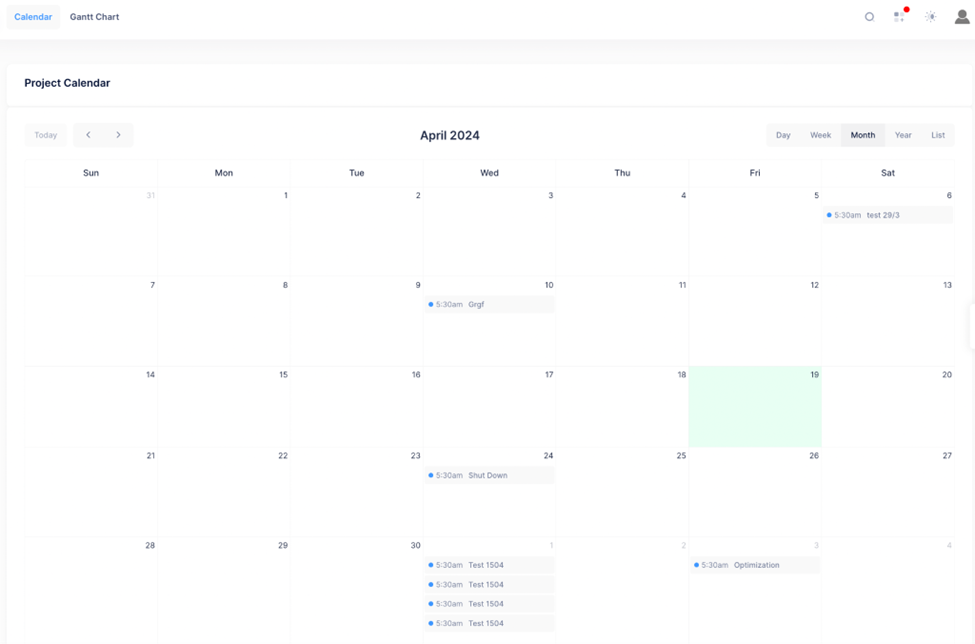 Calendar Gantt Chart
Project Calendar
Today April 2024 Day Week Month Year List
Sun Mon Tue Wed Thu Fri Sat
31 1 2 3 4 5 6
5:30am test 29/3
7 8 9 10 11 12 13
5:30am Grgf
14 15 16 17 18 19 20
21 22 23 24 25 26 27
5:30am Shut Down
28 29 30 1 2 3 4
5:30am Test 1504 5:30am Optimization
5:30am Test 1504
5:30am Test 1504
5:30am Test 1504